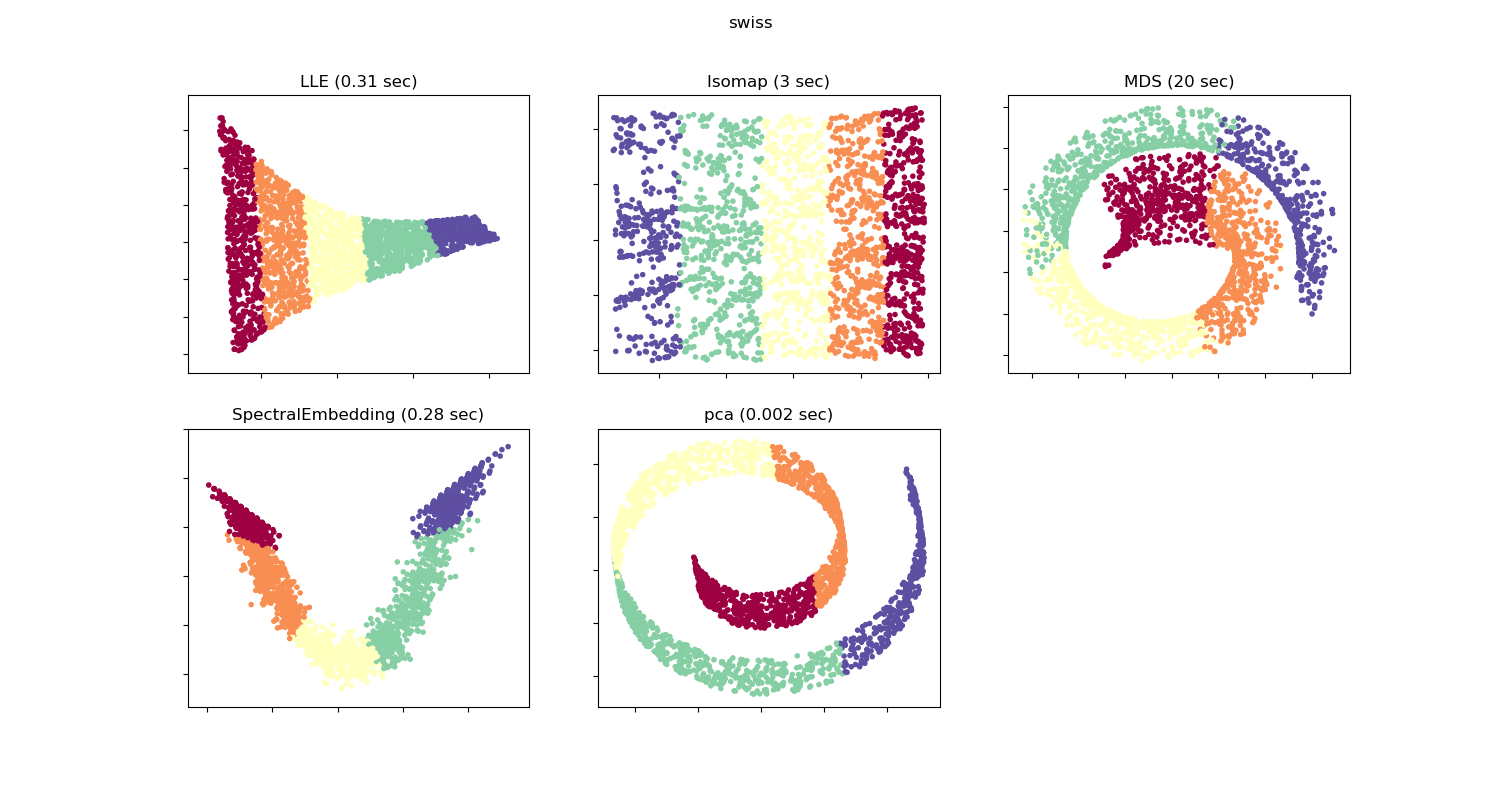 swiss
LLE (0.31 sec)
Isomap (3 sec)
MDS (20 sec)
SpectralEmbedding (0.28 sec)
pca (0.002 sec)